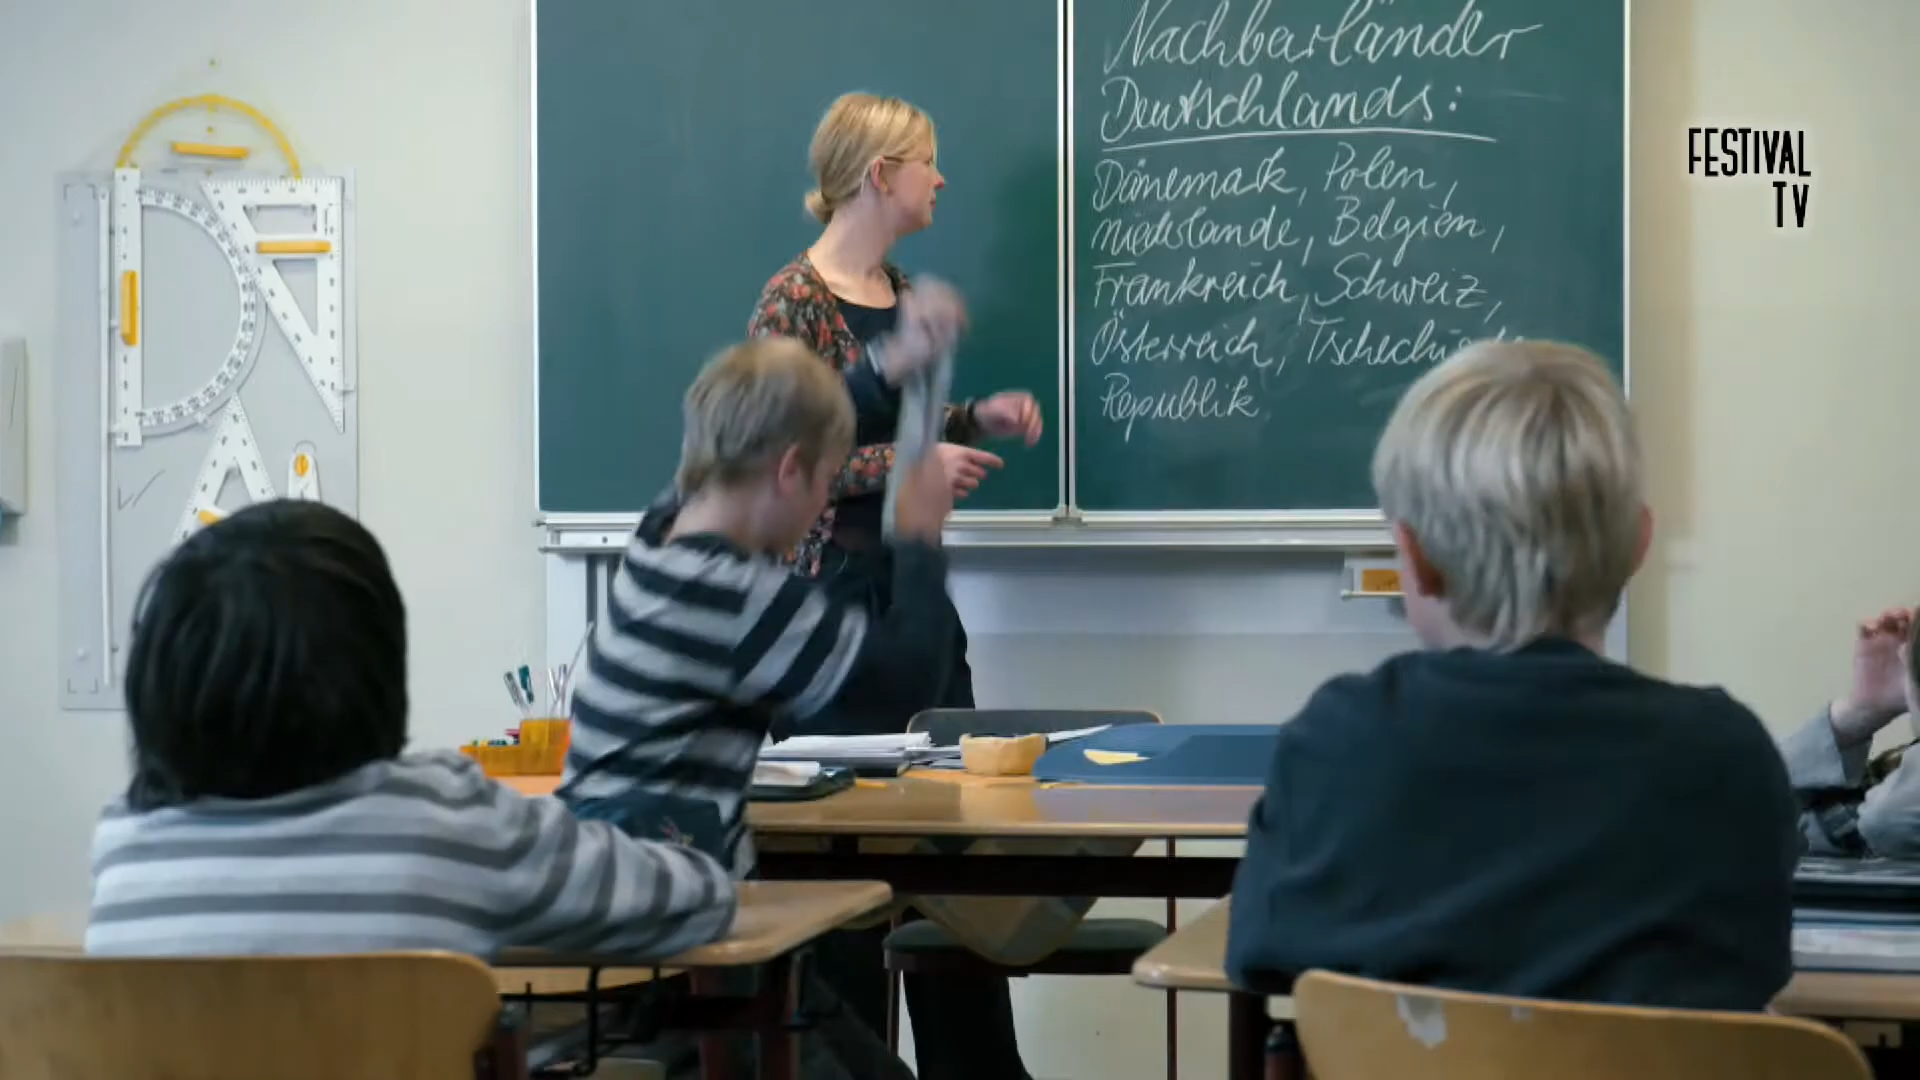 Nachbarländer
Deutschlands:
Dänemark, Polen,
Niederlande, Belgien,
Frankreich, Schweiz,
Österreich,
Republik
FESTIVAL
TV